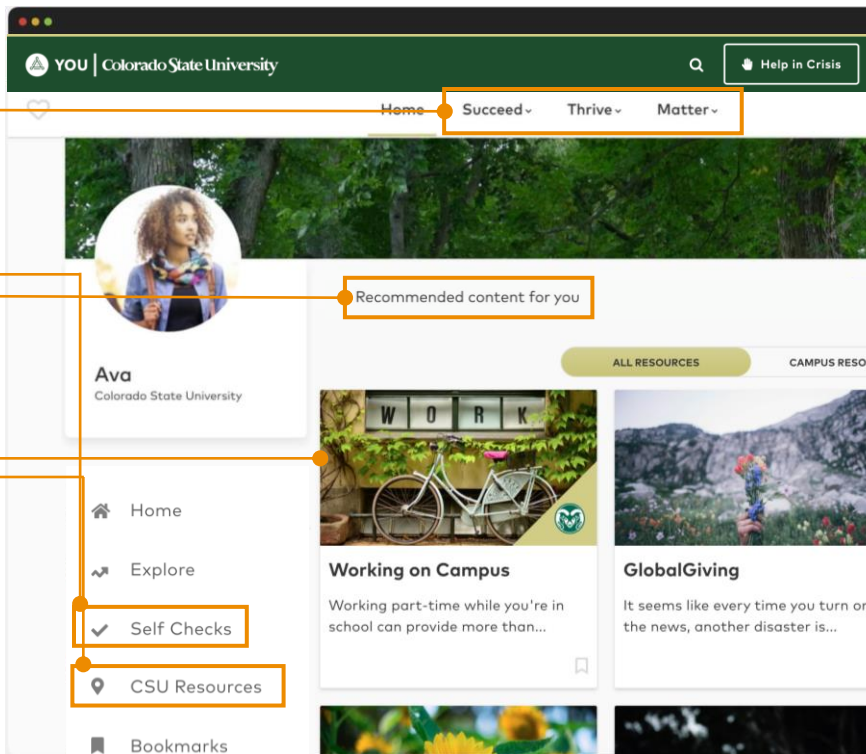 YOU | Colorado State University
Help in Crisis
Home Succeed Thrive Matter
Recommended content for you
ALL RESOURCES CAMPUS RESO
Ava
Colorado State University
WORK
Home
Explore
Self Checks
CSU Resources
Bookmarks
Working on Campus
Working part-time while you're in
school can provide more than...
GlobalGiving
It seems like every time you turn on
the news, another disaster is...